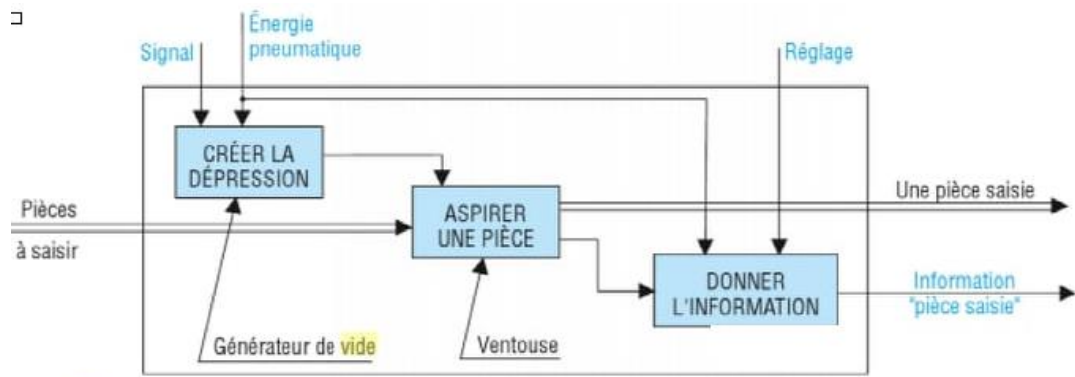 Énergie
pneumatique
Signal
Réglage
CRÉER LA
DÉPRESSION
Pièces
à saisir
ASPIRER
UNE PIÈCE
Une pièce saisie
DONNER
L'INFORMATION
Information
"pièce saisie"
Générateur de vide
Ventouse